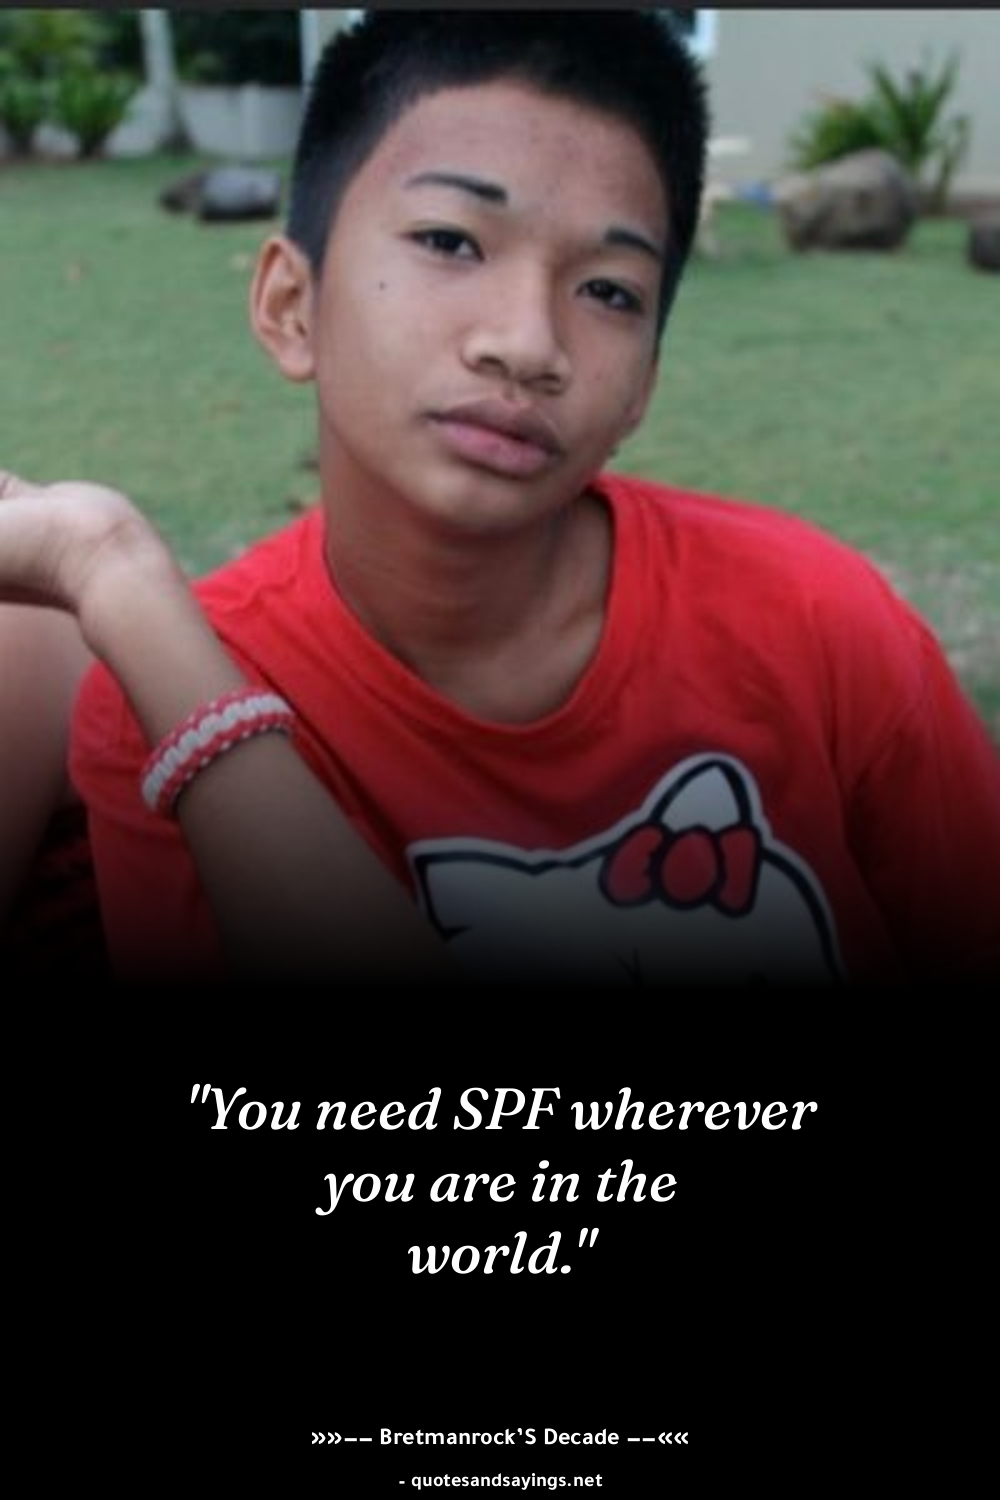 "You need SPF wherever
you are in the
world."
»»−− Bretmanrock’S Decade −−««
- quotesandsayings.net